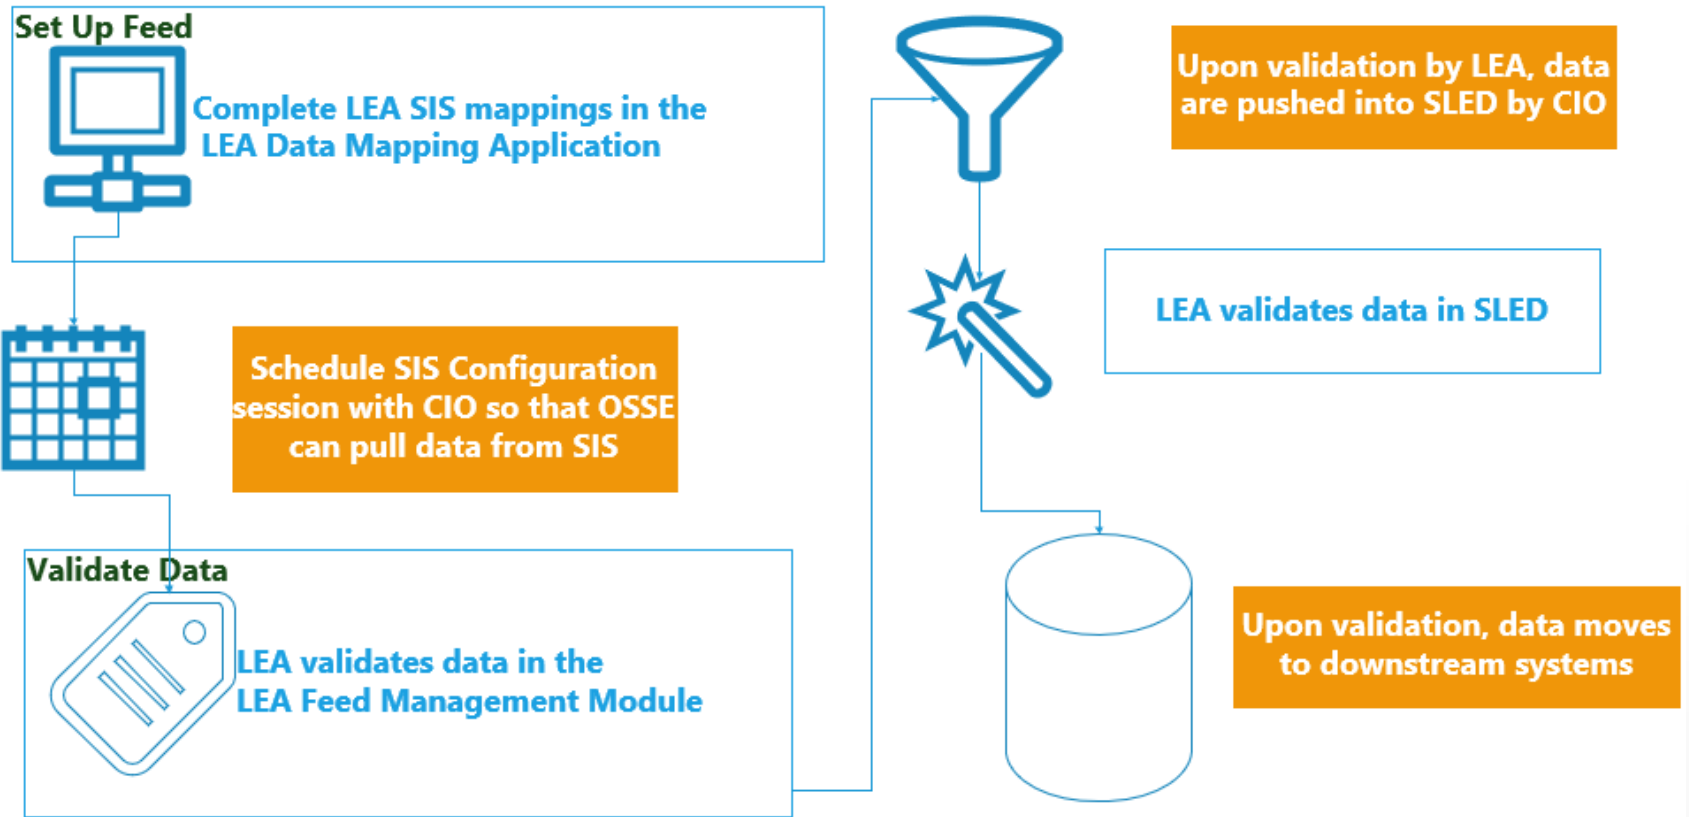 Set Up Feed
Complete LEA SIS mappings in the
LEA Data Mapping Application
Schedule SIS Configuration
session with CIO so that OSSE
can pull data from SIS
Validate Data
LEA validates data in the
LEA Feed Management Module
Upon validation by LEA, data
are pushed into SLED by CIO
LEA validates data in SLED
Upon validation, data moves
to downstream systems